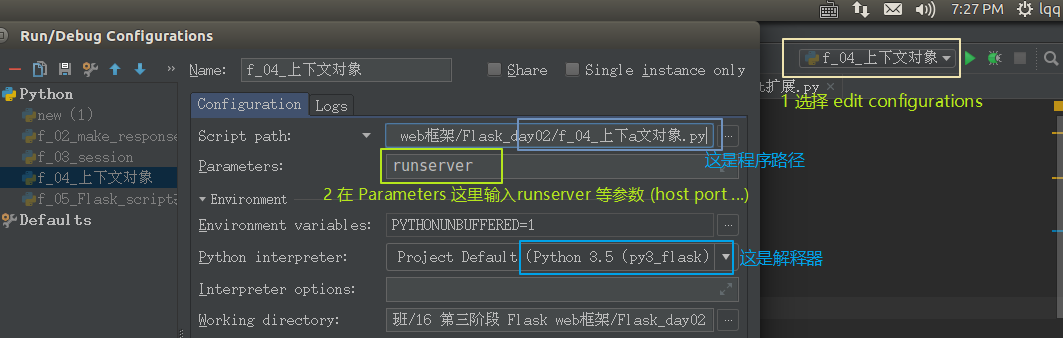 7:27 PM lqq
Run/Debug Configurations
f_04_上下文对象
Name: f_04_上下文对象 Share Single instance only
t扩展.py
1 选择 edit configurations
Python
new (1)
f_02_make_response
f_03_session
f_04_上下文对象
f_05_Flask_script
Defaults
Configuration Logs
Script path: web框架/Flask_day02/f_04_上下a文对象.py
这是程序路径
Parameters: runserver
2 在 Parameters 这里输入runserver 等参数 (host port ...)
Environment
Environment variables: PYTHONUNBUFFERED=1
Python interpreter: Project Default (Python 3.5 (py3_flask)
这是解释器
Interpreter options:
Working directory: 班/16 第三阶段 Flask web框架/Flask_day02